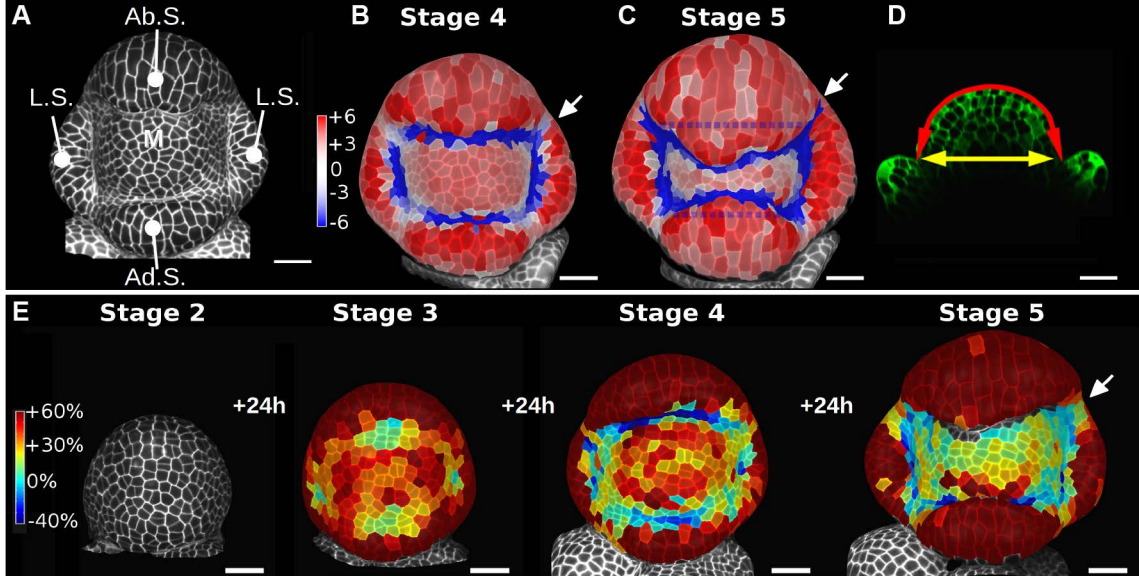 A
Ab.S.
L.S.
L.S.
M
Ad.S.
B
Stage 4
+6
+3
0
-3
-6
C
Stage 5
D
E
Stage 2
Stage 3
Stage 4
Stage 5
+60%
+30%
0%
-40%
+24h
+24h
+24h